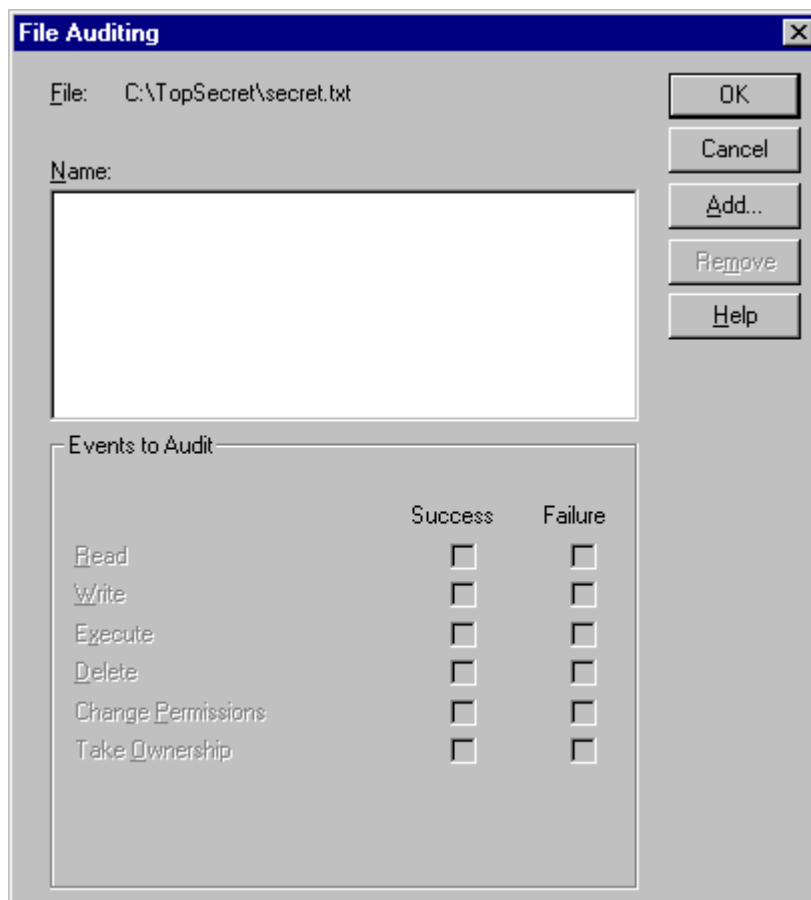 File Auditing
File: C:\TopSecret\secret.txt
OK
Cancel
Name:
Add...
Remove
Help
Events to Audit
Success Failure
Read
Write
Execute
Delete
Change Permissions
Take Ownership